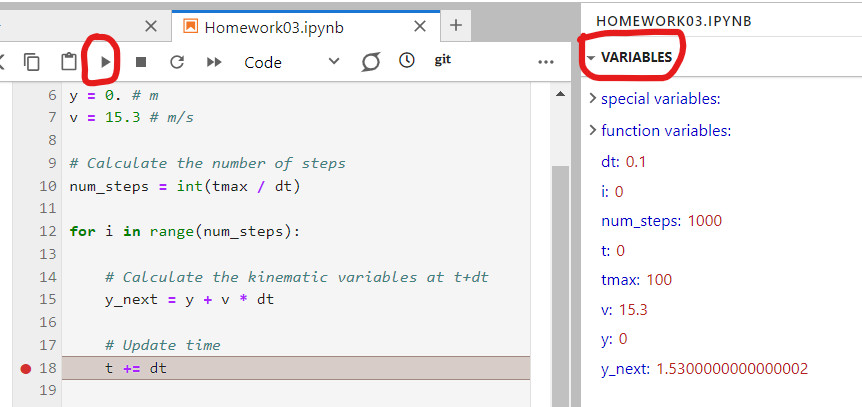 Homework03.ipynb
Code
git
6 y = 0. # m
7 v = 15.3 # m/s
8
9 # Calculate the number of steps
10 num_steps = int(tmax / dt)
11
12 for i in range(num_steps):
13
14 # Calculate the kinematic variables at t+dt
15 y_next = y + v * dt
16
17 # Update time
18 t += dt
19
HOMEWORK03.IPYNB
VARIABLES
special variables:
function variables:
dt: 0.1
i: 0
num_steps: 1000
t: 0
tmax: 100
v: 15.3
y: 0
y_next: 1.5300000000000002